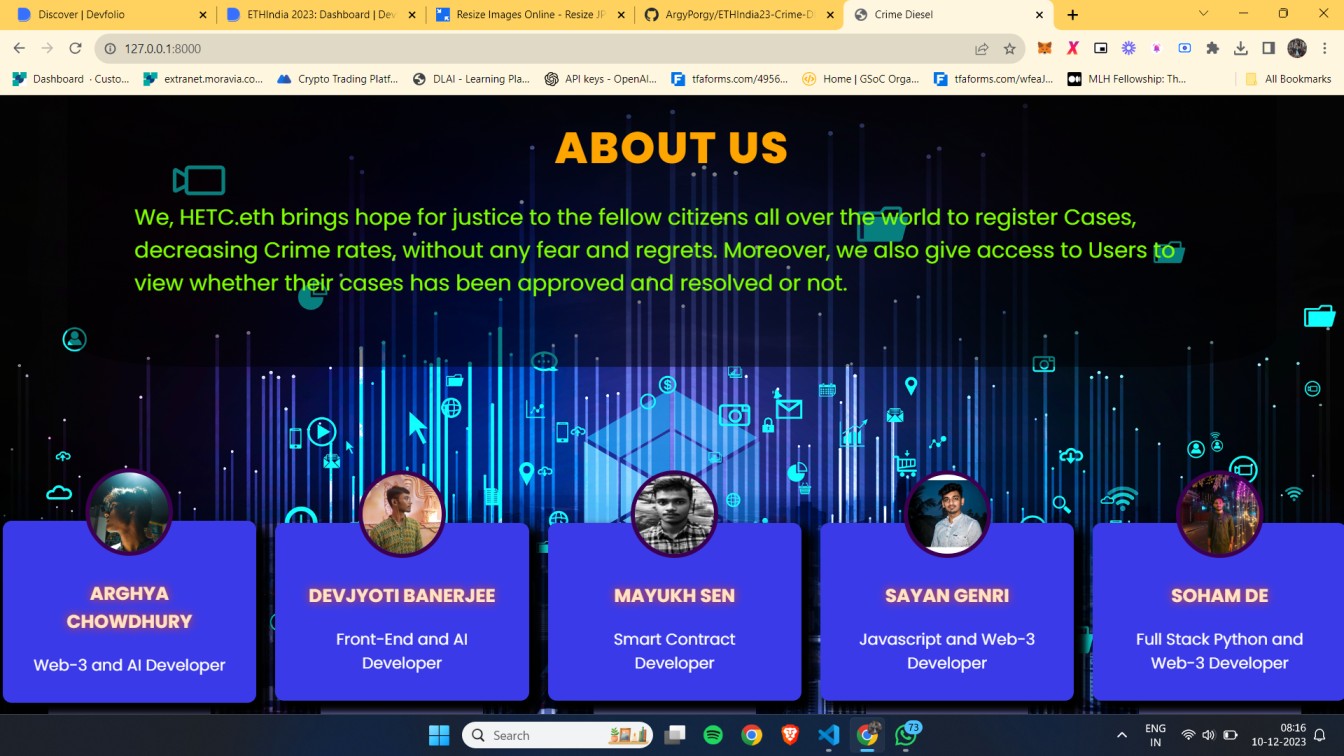 Discover | Devfolio
ETHIndia 2023: Dashboard | Dev
Resize Images Online - Resize JP
ArgyPorgy/ETHIndia23-Crime-D
Crime Diesel
127.0.0.1:8000
Dashboard · Custo...
extranet.moravia.co...
Crypto Trading Platf...
DLAI - Learning Pla...
API keys - OpenAI...
tfaforms.com/4956...
Home | GSoC Orga...
tfaforms.com/wfeaJ...
MLH Fellowship: Th...
All Bookmarks
ABOUT US
We, HETC.eth brings hope for justice to the fellow citizens all over the world to register Cases,
decreasing Crime rates, without any fear and regrets. Moreover, we also give access to Users to
view whether their cases has been approved and resolved or not.
ARGHYA
CHOWDHURY
Web-3 and AI Developer
DEVJYOTI BANERJEE
Front-End and AI
Developer
MAYUKH SEN
Smart Contract
Developer
SAYAN GENRI
Javascript and Web-3
Developer
SOHAM DE
Full Stack Python and
Web-3 Developer
Search
73
ENG
IN
08:16
10-12-2023